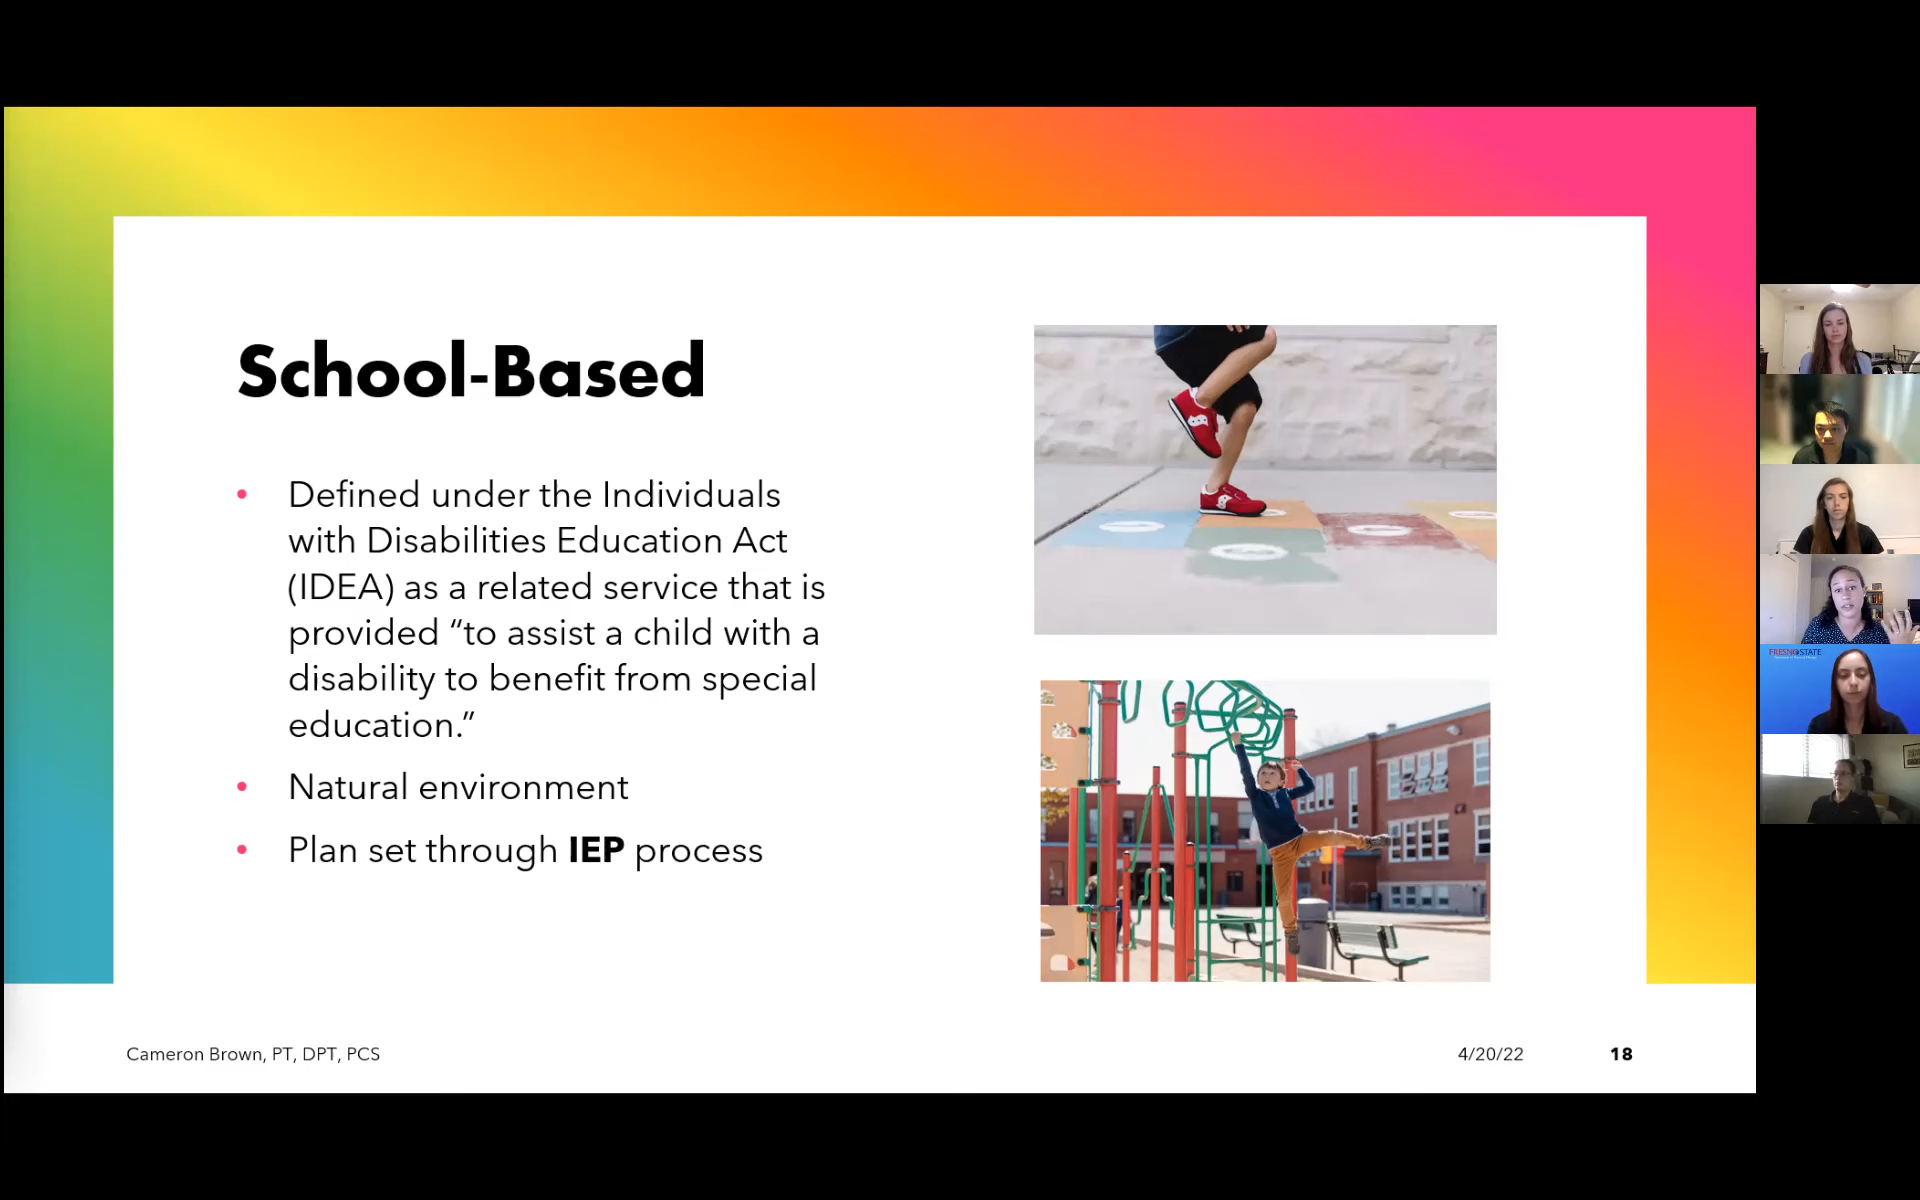 School-Based
• Defined under the Individuals
with Disabilities Education Act
(IDEA) as a related service that is
provided “to assist a child with a
disability to benefit from special
education.”
• Natural environment
• Plan set through IEP process
Cameron Brown, PT, DPT, PCS
4/20/22
18
FRESNO STATE